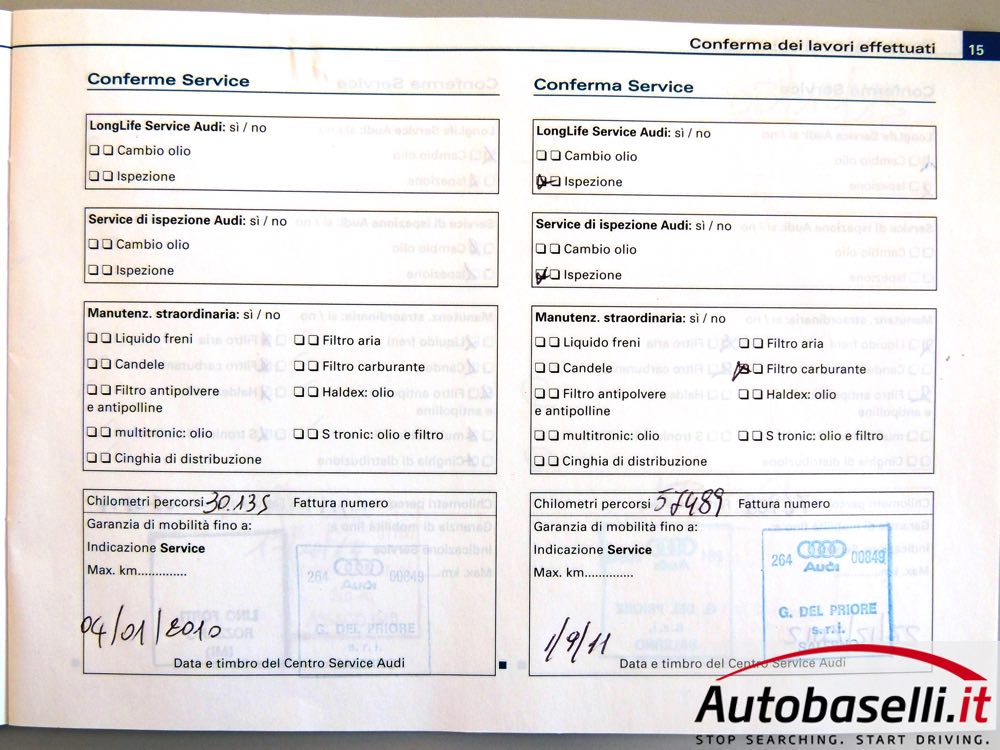 Conferma dei lavori effettuati 15
Conferme Service
LongLife Service Audi: sì / no
❏ ❏ Cambio olio
❏ ❏ Ispezione
Service di ispezione Audi: sì / no
❏ ❏ Cambio olio
❏ ❏ Ispezione
Manutenz. straordinaria: sì / no
❏ ❏ Liquido freni ❏ ❏ Filtro aria
❏ ❏ Candele ❏ ❏ Filtro carburante
❏ ❏ Filtro antipolvere ❏ ❏ Haldex: olio
e antipolline
❏ ❏ multitronic: olio ❏ ❏ S tronic: olio e filtro
❏ ❏ Cinghia di distribuzione
Chilometri percorsi 30.135 Fattura numero
Garanzia di mobilità fino a:
Indicazione Service
Max. km..............
264 Audi 00849
G. DEL PRIORE
s.r.l.
04/01/2010
Data e timbro del Centro Service Audi
Conferma Service
LongLife Service Audi: sì / no
❏ ❏ Cambio olio
❏ ❏ Ispezione
Service di ispezione Audi: sì / no
❏ ❏ Cambio olio
❏ ❏ Ispezione
Manutenz. straordinaria: sì / no
❏ ❏ Liquido freni ❏ ❏ Filtro aria
❏ ❏ Candele ❏ ❏ Filtro carburante
❏ ❏ Filtro antipolvere ❏ ❏ Haldex: olio
e antipolline
❏ ❏ multitronic: olio ❏ ❏ S tronic: olio e filtro
❏ ❏ Cinghia di distribuzione
Chilometri percorsi 57489 Fattura numero
Garanzia di mobilità fino a:
Indicazione Service
Max. km..............
264 Audi 00849
G. DEL PRIORE
s.r.l.
SALERNO
1/9/11
Data e timbro del Centro Service Audi
Autobaselli.it
STOP SEARCHING. START DRIVING.